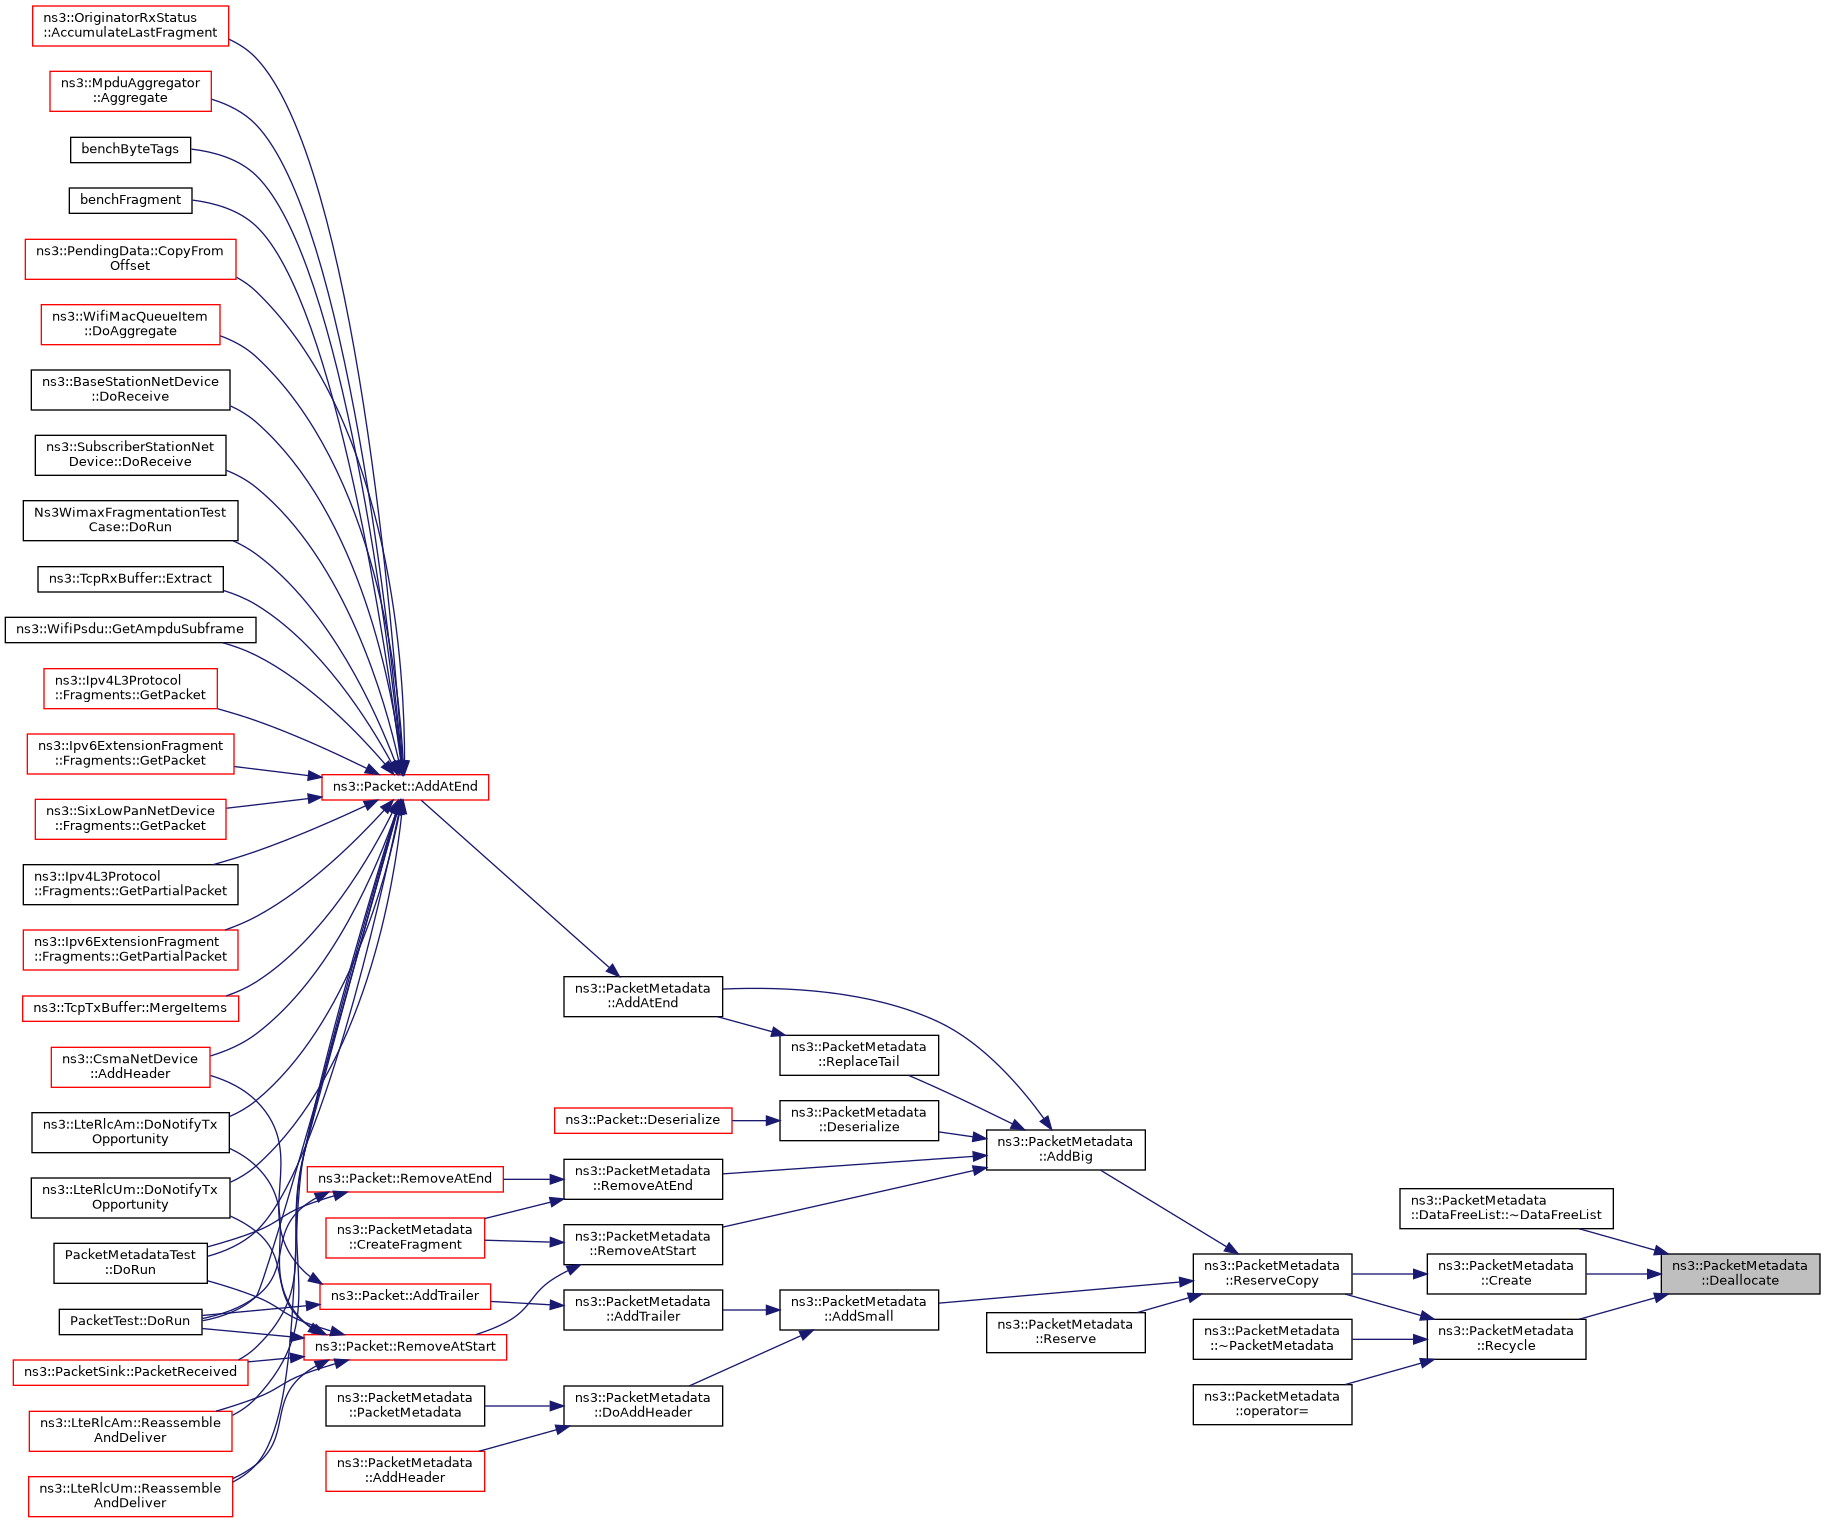 ns3::OriginatorRxStatus
::AccumulateLastFragment
ns3::MpduAggregator
::Aggregate
benchByteTags
benchFragment
ns3::PendingData::CopyFrom
Offset
ns3::WifiMacQueueItem
::DoAggregate
ns3::BaseStationNetDevice
::DoReceive
ns3::SubscriberStationNet
Device::DoReceive
Ns3WimaxFragmentationTest
Case::DoRun
ns3::TcpRxBuffer::Extract
ns3::WifiPsdu::GetAmpduSubframe
ns3::Ipv4L3Protocol
::Fragments::GetPacket
ns3::Ipv6ExtensionFragment
::Fragments::GetPacket
ns3::SixLowPanNetDevice
::Fragments::GetPacket
ns3::Ipv4L3Protocol
::Fragments::GetPartialPacket
ns3::Ipv6ExtensionFragment
::Fragments::GetPartialPacket
ns3::TcpTxBuffer::MergeItems
ns3::CsmaNetDevice
::AddHeader
ns3::LteRlcAm::DoNotifyTx
Opportunity
ns3::LteRlcUm::DoNotifyTx
Opportunity
PacketMetadataTest
::DoRun
PacketTest::DoRun
ns3::PacketSink::PacketReceived
ns3::LteRlcAm::Reassemble
AndDeliver
ns3::LteRlcUm::Reassemble
AndDeliver
ns3::Packet::AddAtEnd
ns3::Packet::RemoveAtEnd
ns3::PacketMetadata
::CreateFragment
ns3::Packet::AddTrailer
ns3::Packet::RemoveAtStart
ns3::PacketMetadata
::PacketMetadata
ns3::PacketMetadata
::AddHeader
ns3::PacketMetadata
::AddAtEnd
ns3::Packet::Deserialize
ns3::PacketMetadata
::RemoveAtEnd
ns3::PacketMetadata
::RemoveAtStart
ns3::PacketMetadata
::AddTrailer
ns3::PacketMetadata
::DoAddHeader
ns3::PacketMetadata
::ReplaceTail
ns3::PacketMetadata
::Deserialize
ns3::PacketMetadata
::AddSmall
ns3::PacketMetadata
::AddBig
ns3::PacketMetadata
::Reserve
ns3::PacketMetadata
::ReserveCopy
ns3::PacketMetadata
::~PacketMetadata
ns3::PacketMetadata
::operator=
ns3::PacketMetadata
::DataFreeList::~DataFreeList
ns3::PacketMetadata
::Create
ns3::PacketMetadata
::Recycle
ns3::PacketMetadata
::Deallocate